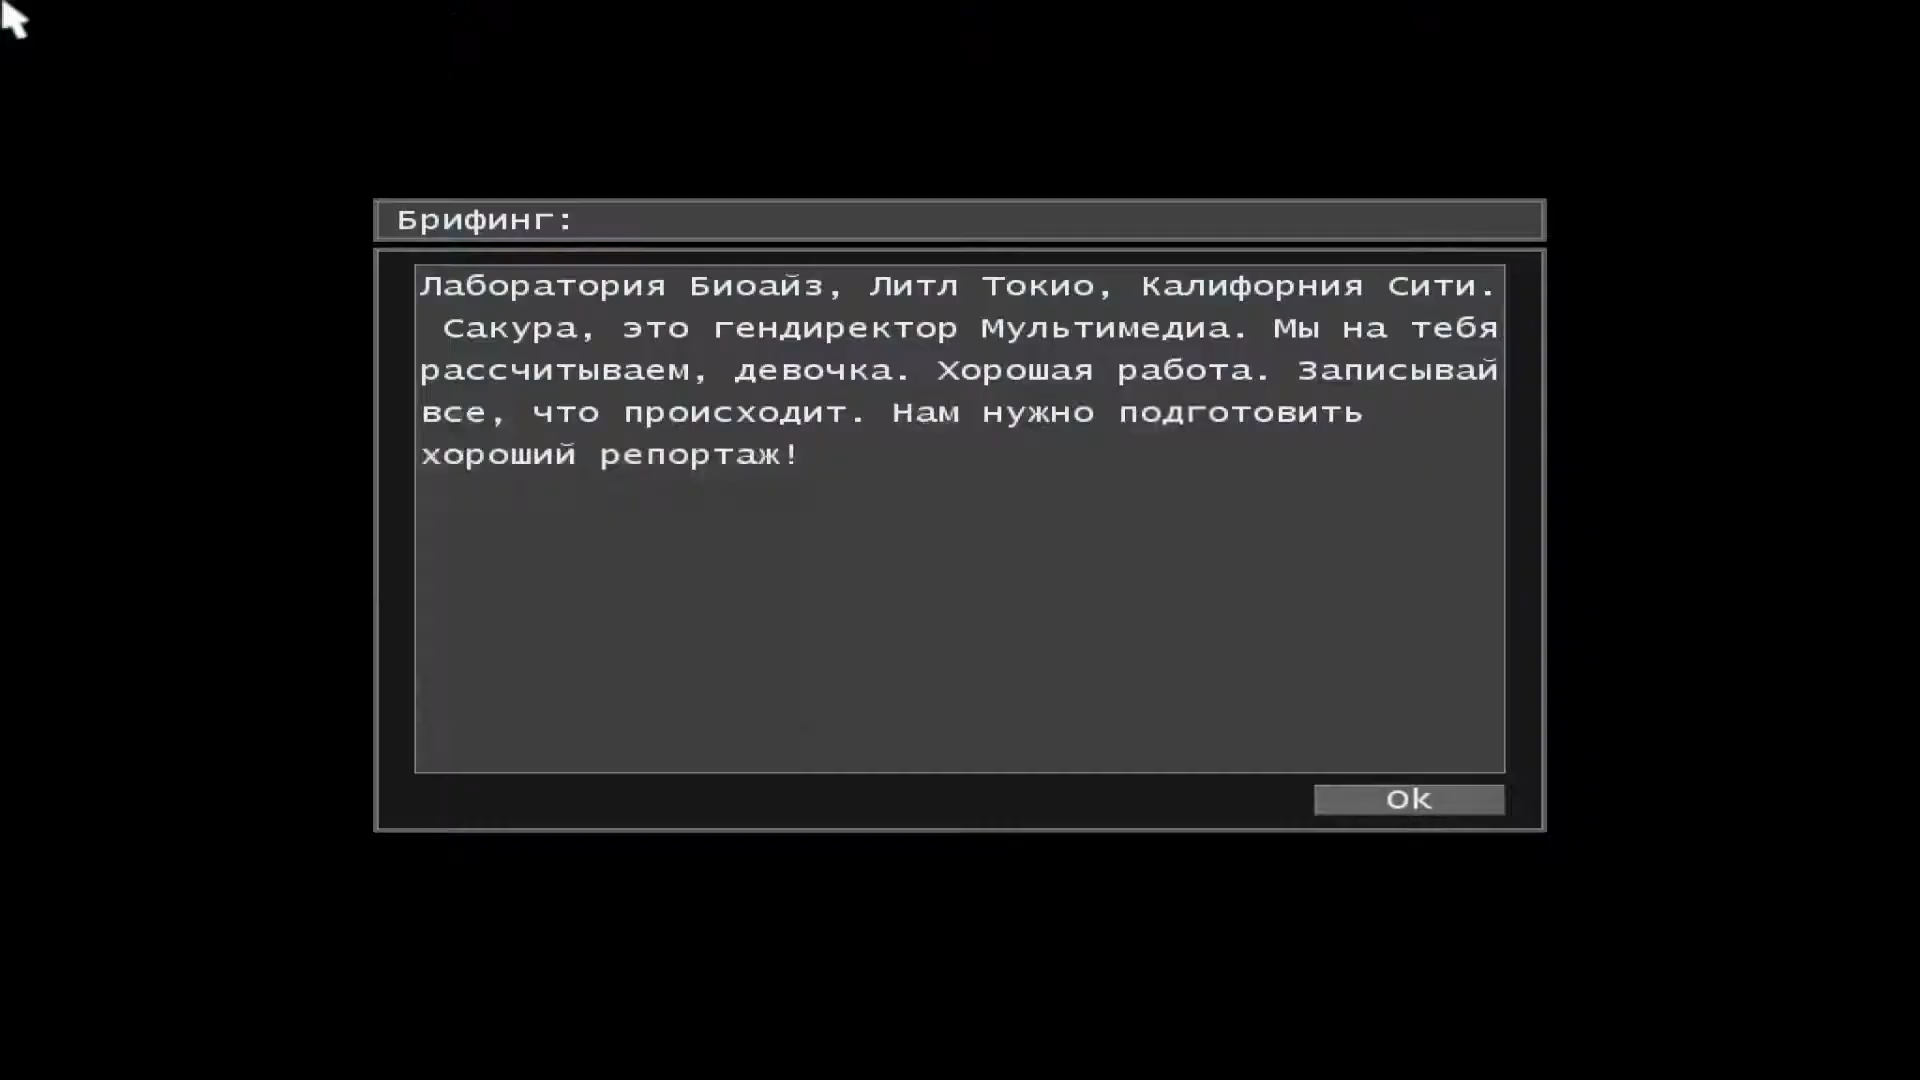 Брифинг:
Лаборатория Биоайз, Литл Токио, Калифорния Сити.
Сакура, это гендиректор Мультимедиа. Мы на тебя
рассчитываем, девочка. Хорошая работа. Записывай
все, что происходит. Нам нужно подготовить
хороший репортаж!
Ok